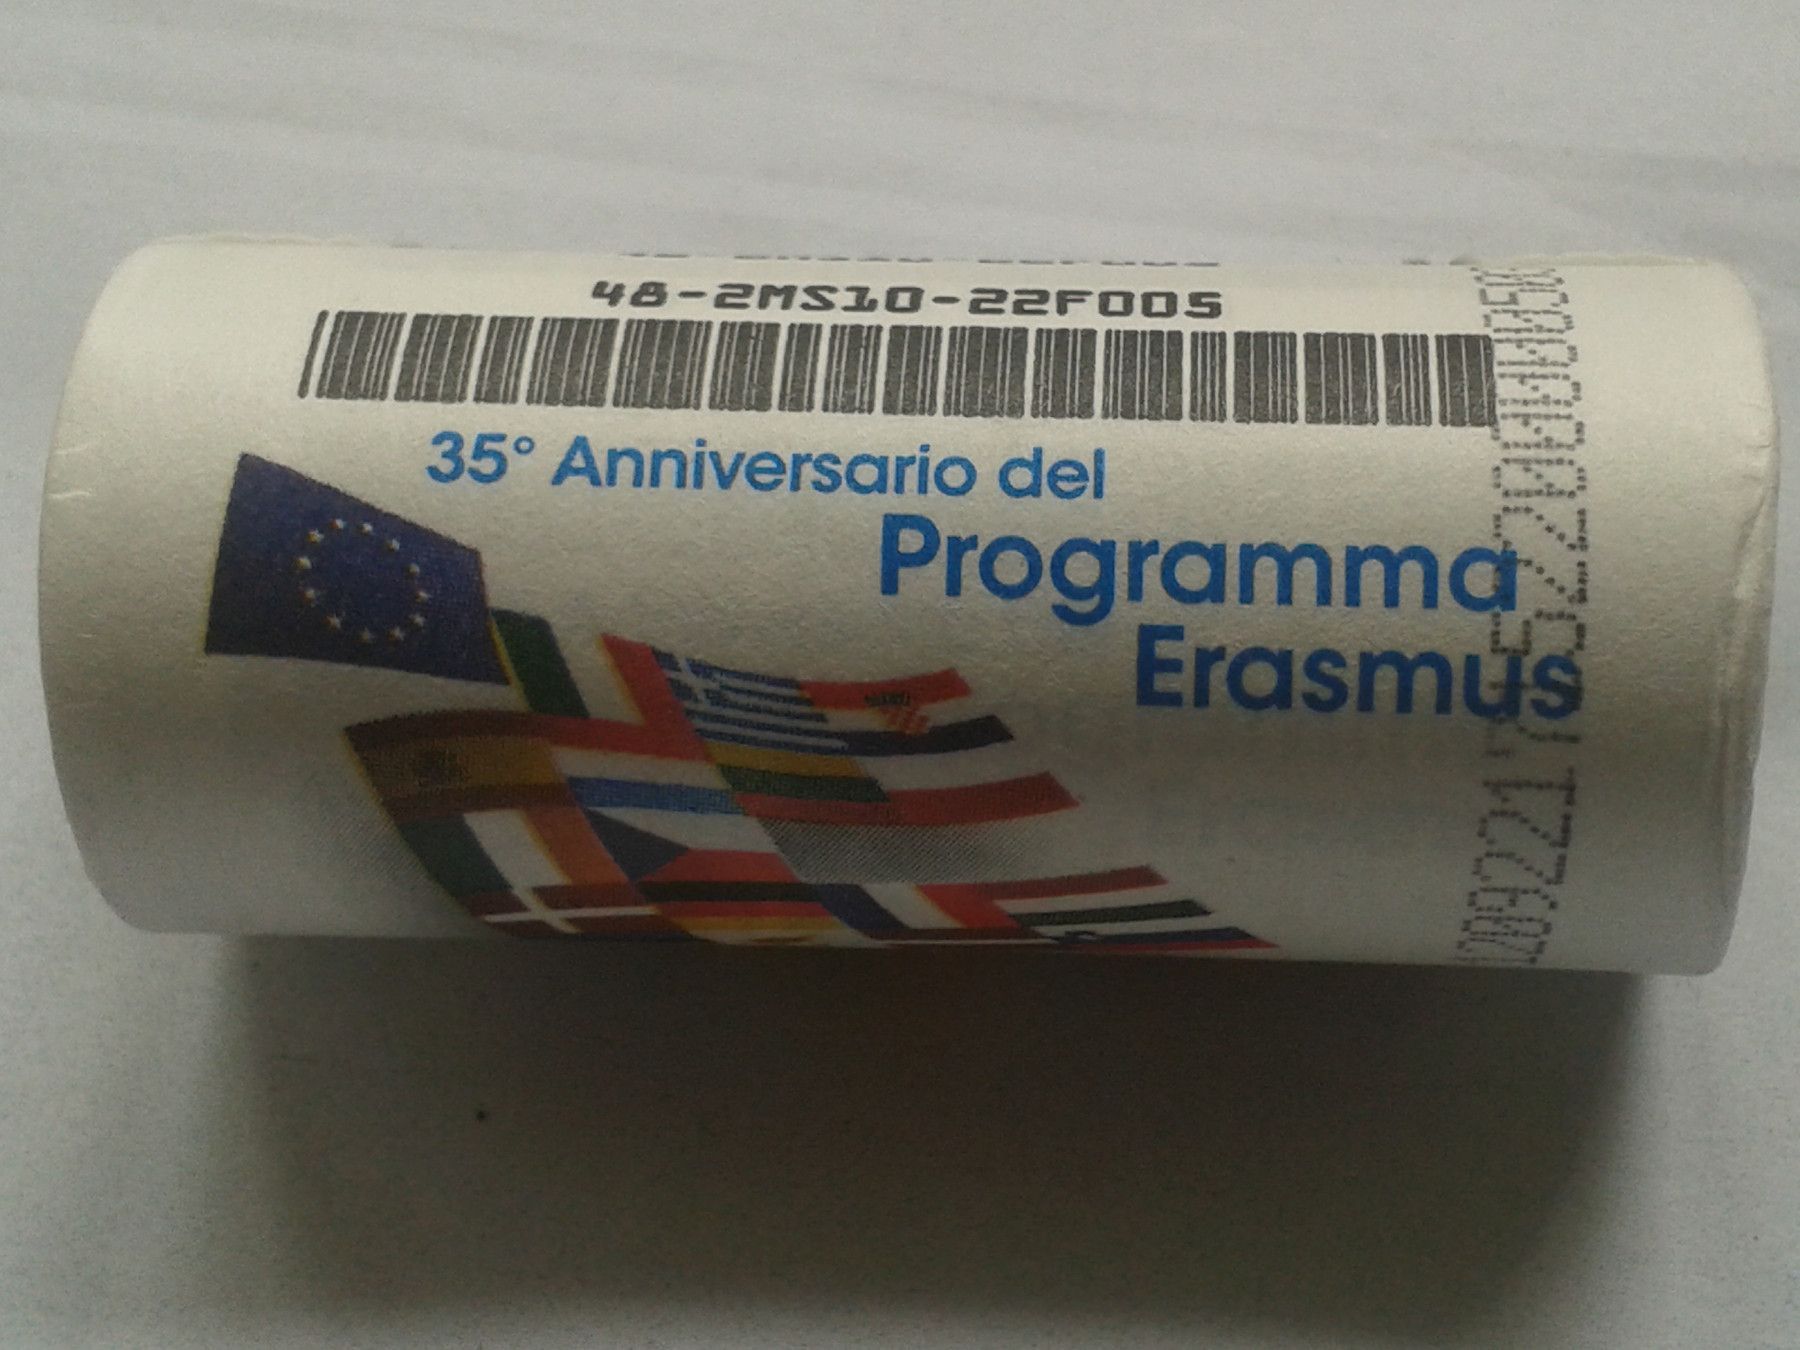 48-2MS10-22F005
35° Anniversario del
Programma
Erasmus